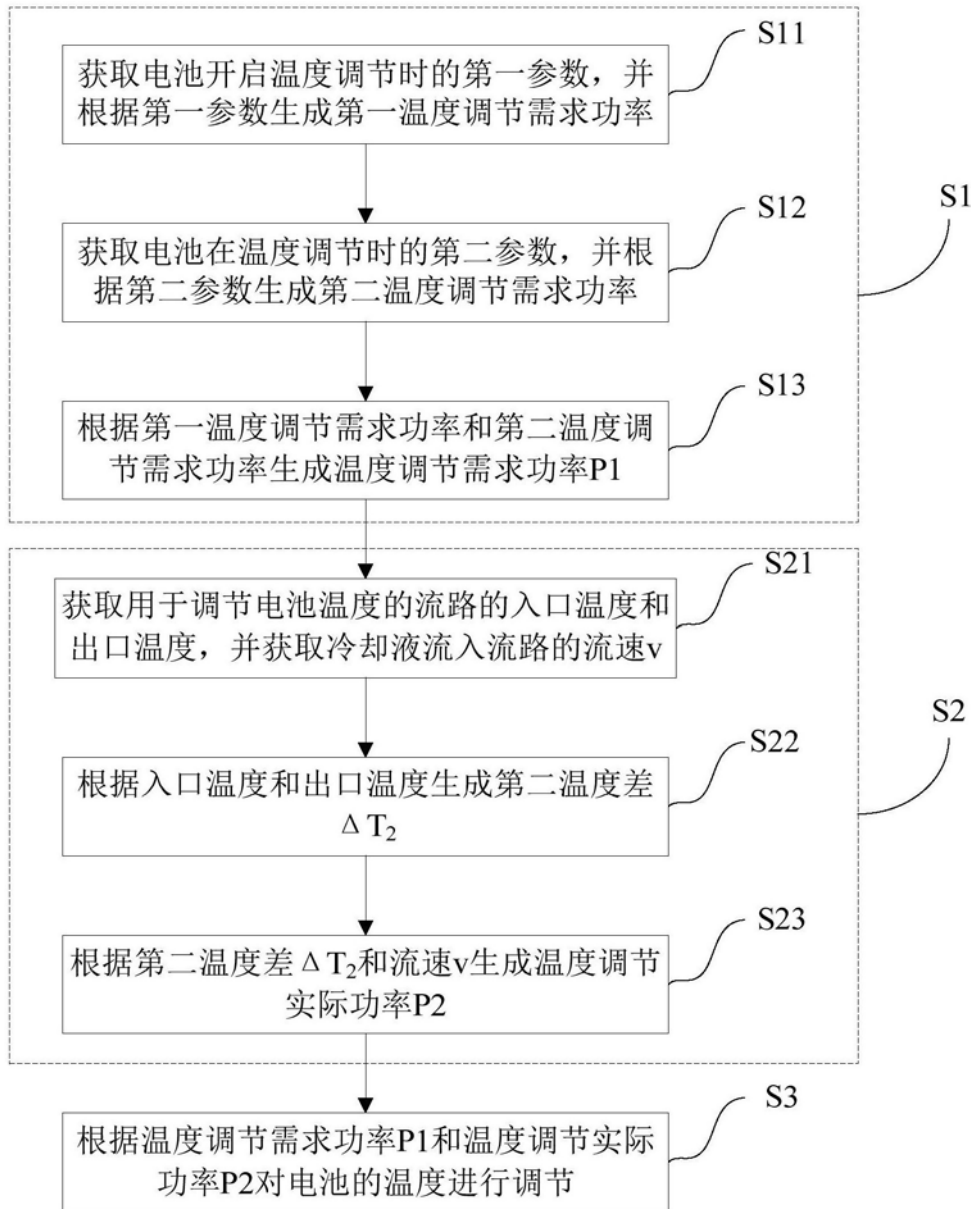 S11
获取电池开启温度调节时的第一参数，并
根据第一参数生成第一温度调节需求功率
S1
S12
获取电池在温度调节时的第二参数，并根
据第二参数生成第二温度调节需求功率
S13
根据第一温度调节需求功率和第二温度调
节需求功率生成温度调节需求功率P1
S21
获取用于调节电池温度的流路的入口温度和
出口温度，并获取冷却液流入流路的流速v
S2
S22
根据入口温度和出口温度生成第二温度差
ΔT₂
S23
根据第二温度差ΔT₂和流速v生成温度调节
实际功率P2
S3
根据温度调节需求功率P1和温度调节实际
功率P2对电池的温度进行调节